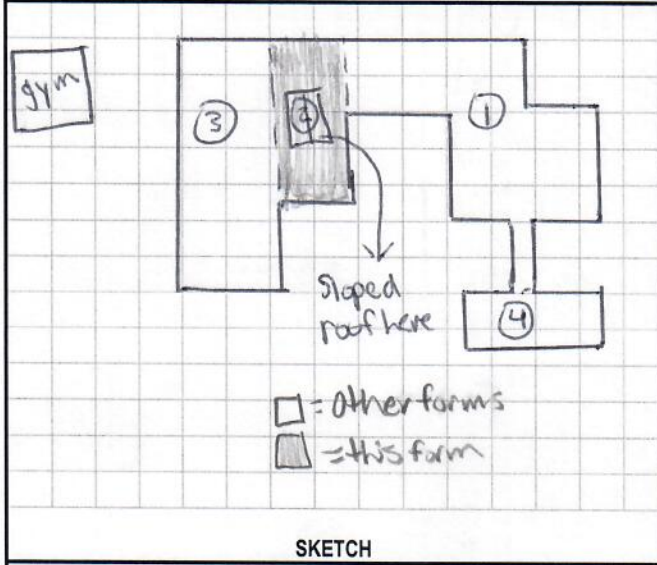 gym
3
2
1
Sloped
roof here
4
= Other forms
= this form
SKETCH